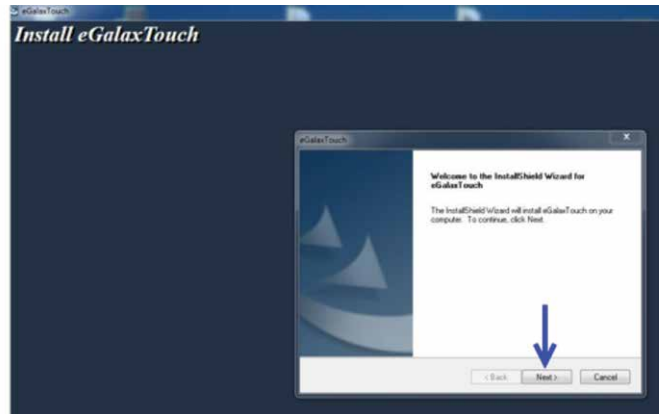 eGalaxTouch
Install eGalaxTouch
eGalaxTouch
X
Welcome to the InstallShield Wizard for
eGalaxTouch
The InstallShield Wizard will install eGalaxTouch on your
computer. To continue, click Next.
< Back Next > Cancel